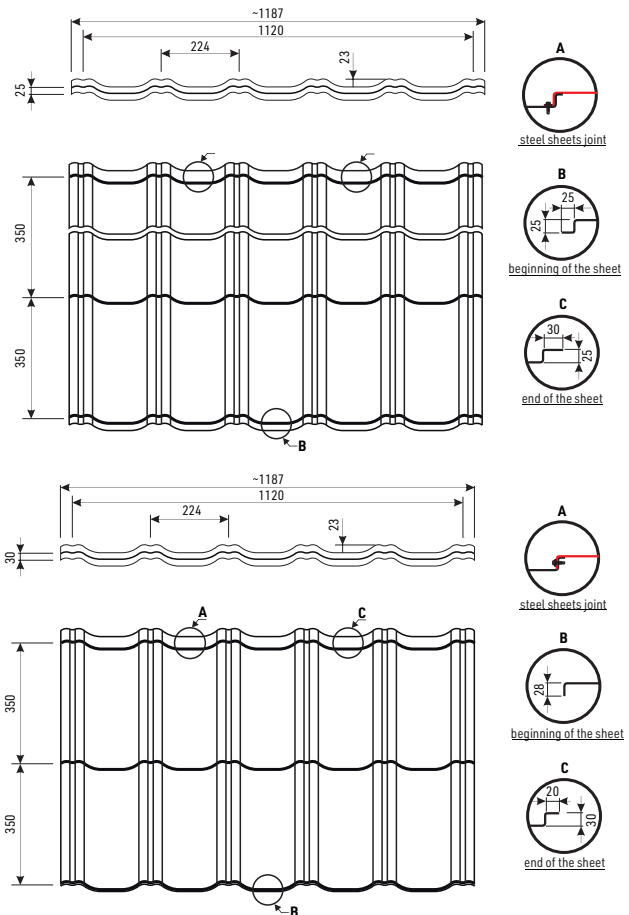 ~1187
1120
224
23
25
A
steel sheets joint
350
350
B
25
25
beginning of the sheet
C
30
25
end of the sheet
B
~1187
1120
224
23
30
A
steel sheets joint
A
C
350
350
B
28
beginning of the sheet
C
20
30
end of the sheet
B